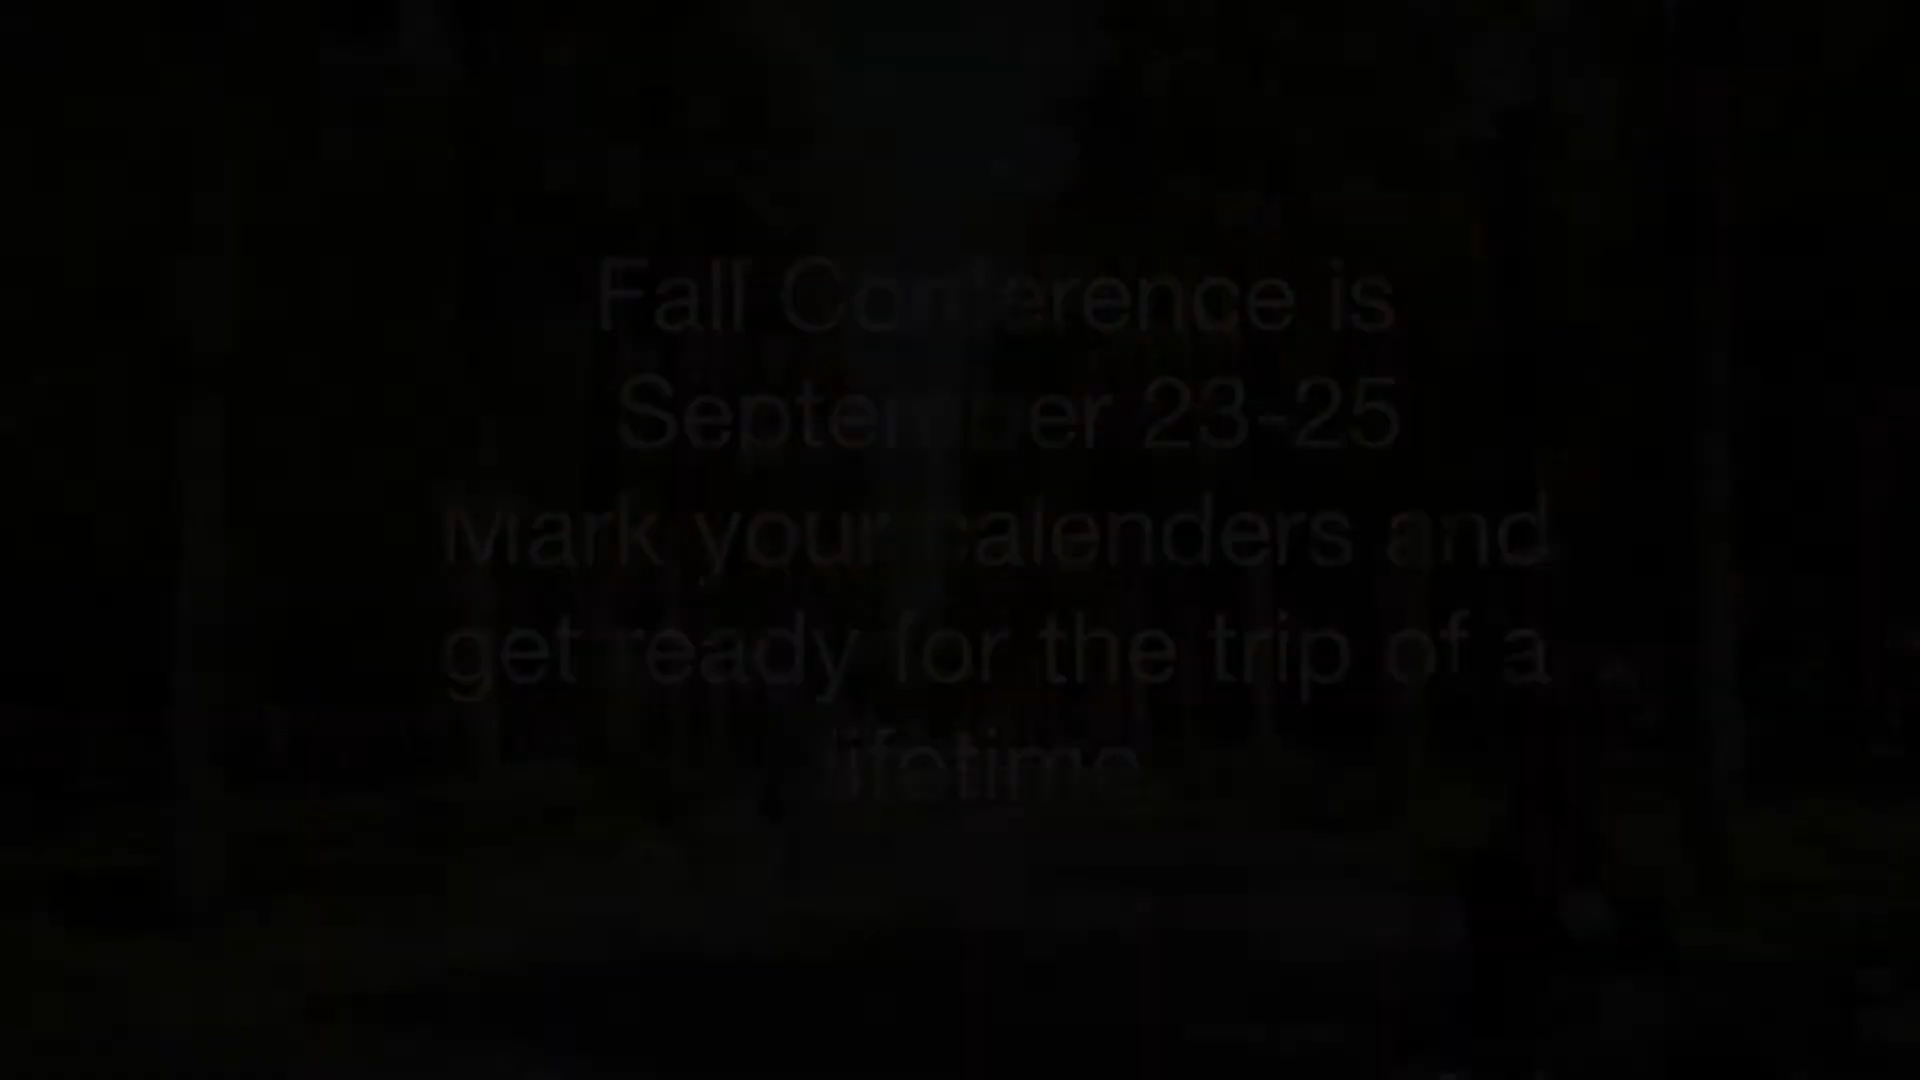 Fall Conference is
September 23-25
Mark your calenders and
get ready for the trip of a
lifetime